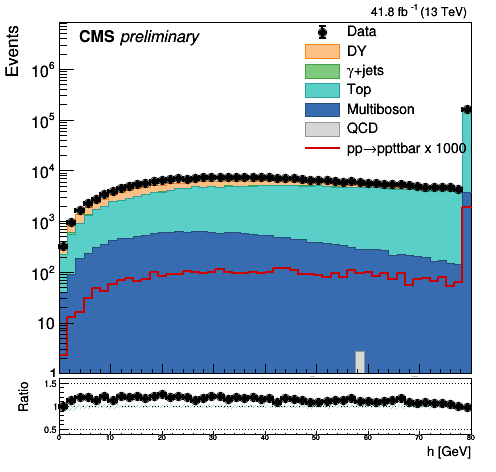 41.8 fb⁻¹ (13 TeV)
CMS preliminary
Events
Data
DY
γ+jets
Top
Multiboson
QCD
pp→ppttbar x 1000
10⁶
10⁵
10⁴
10³
10²
10
1
Ratio
1.5
1.0
0.5
0 10 20 30 40 50 60 70 80
h [GeV]